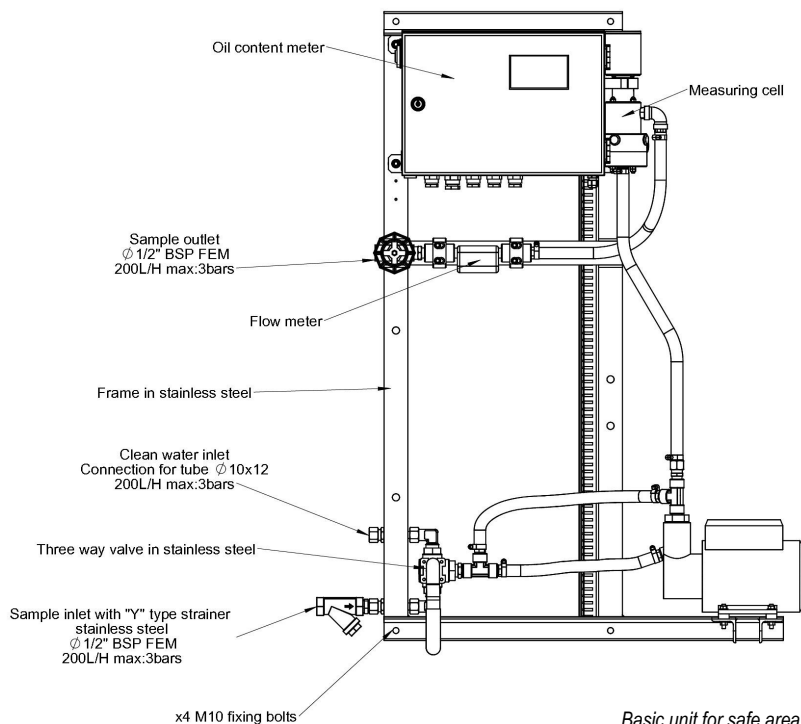 Oil content meter
Measuring cell
Sample outlet
∅ 1/2" BSP FEM
200L/H max:3bars
Flow meter
Frame in stainless steel
Clean water inlet
Connection for tube ∅ 10x12
200L/H max:3bars
Three way valve in stainless steel
Sample inlet with "Y" type strainer
stainless steel
∅ 1/2" BSP FEM
200L/H max:3bars
x4 M10 fixing bolts
Basic unit for safe area